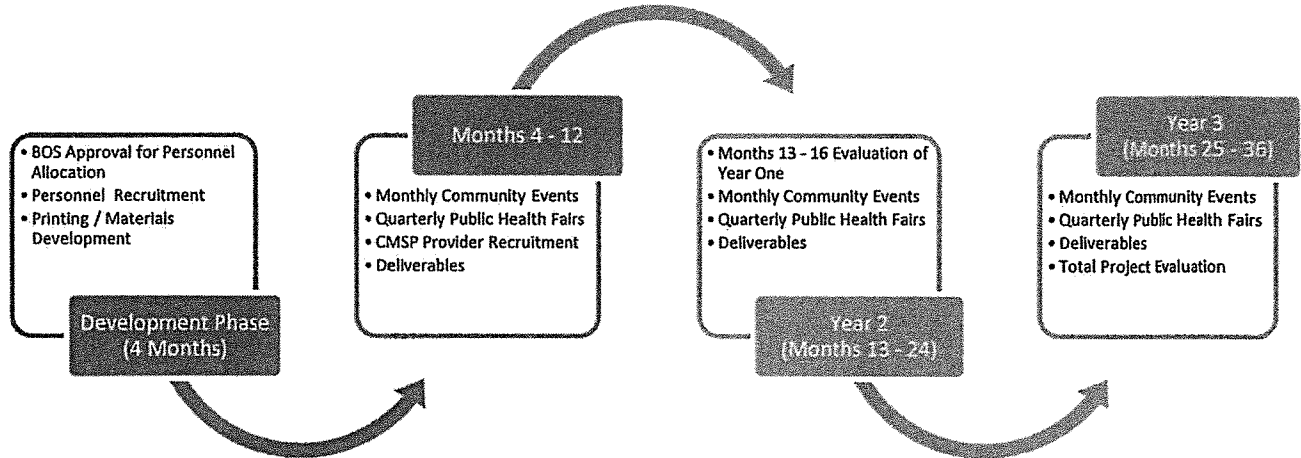 • BOS Approval for Personnel
Allocation
• Personnel Recruitment
• Printing / Materials
Development
Development Phase
(4 Months)
Months 4 - 12
• Monthly Community Events
• Quarterly Public Health Fairs
• CMSP Provider Recruitment
• Deliverables
• Months 13 - 16 Evaluation of
Year One
• Monthly Community Events
• Quarterly Public Health Fairs
• Deliverables
Year 2
(Months 13 - 24)
Year 3
(Months 25 - 36)
• Monthly Community Events
• Quarterly Public Health Fairs
• Deliverables
• Total Project Evaluation